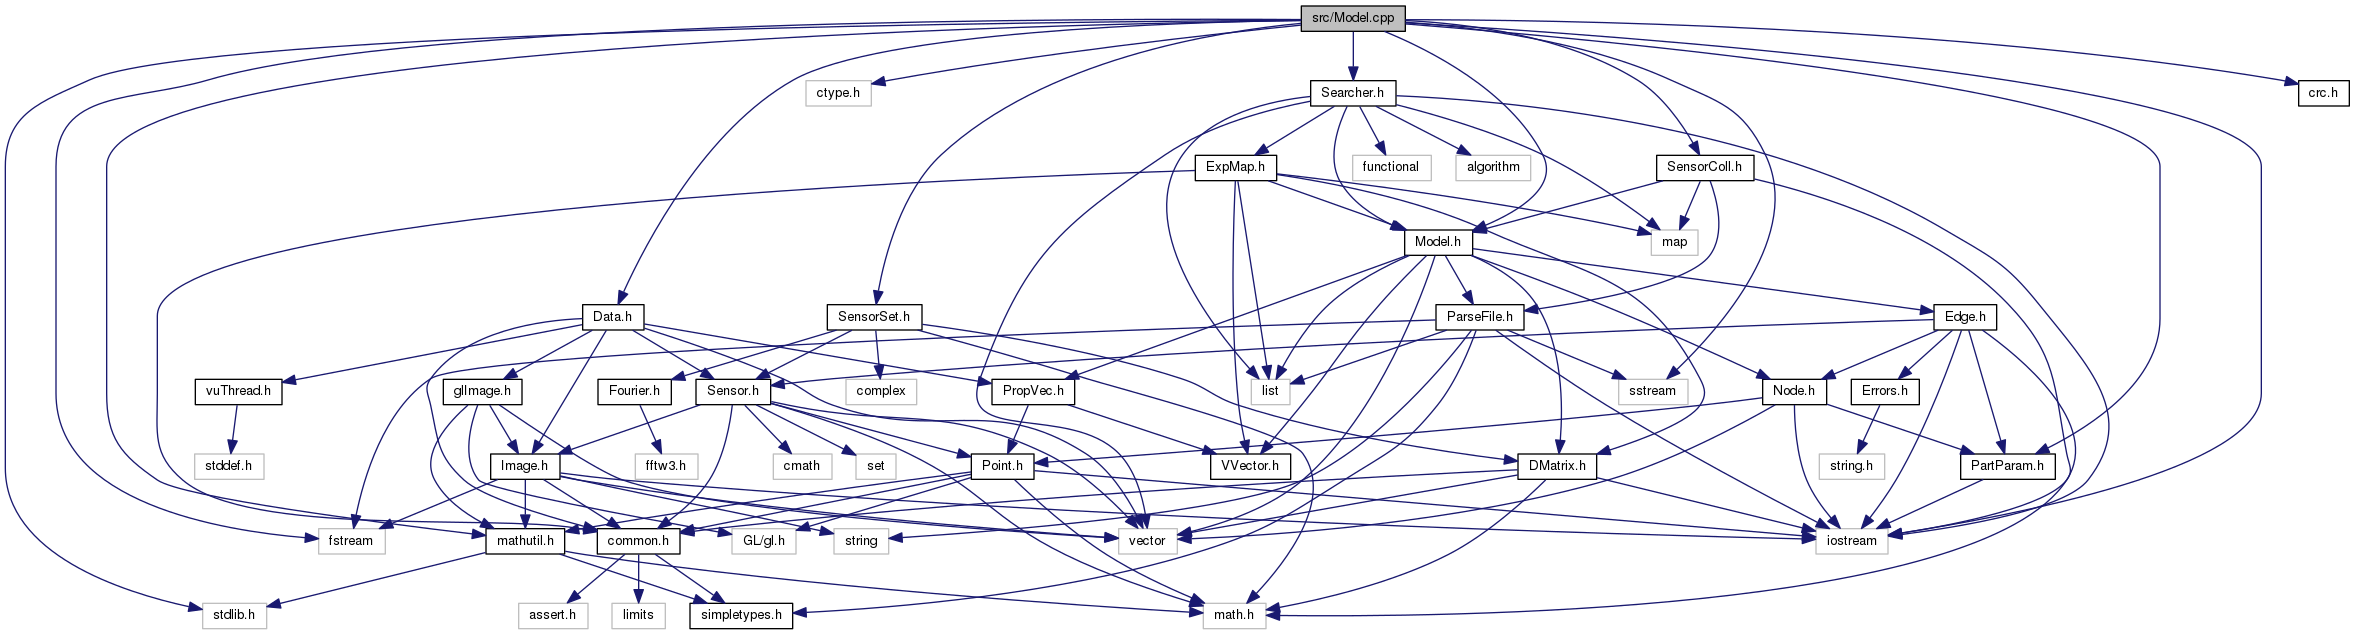 src/Model.cpp
ctype.h
Searcher.h
crc.h
ExpMap.h
functional
algorithm
SensorColl.h
Model.h
map
Data.h
SensorSet.h
ParseFile.h
Edge.h
vuThread.h
glImage.h
Fourier.h
Sensor.h
complex
PropVec.h
list
sstream
Node.h
Errors.h
stddef.h
Image.h
fftw3.h
cmath
set
Point.h
VVector.h
DMatrix.h
string.h
PartParam.h
fstream
mathutil.h
common.h
GL/gl.h
string
vector
iostream
stdlib.h
assert.h
limits
simpletypes.h
math.h